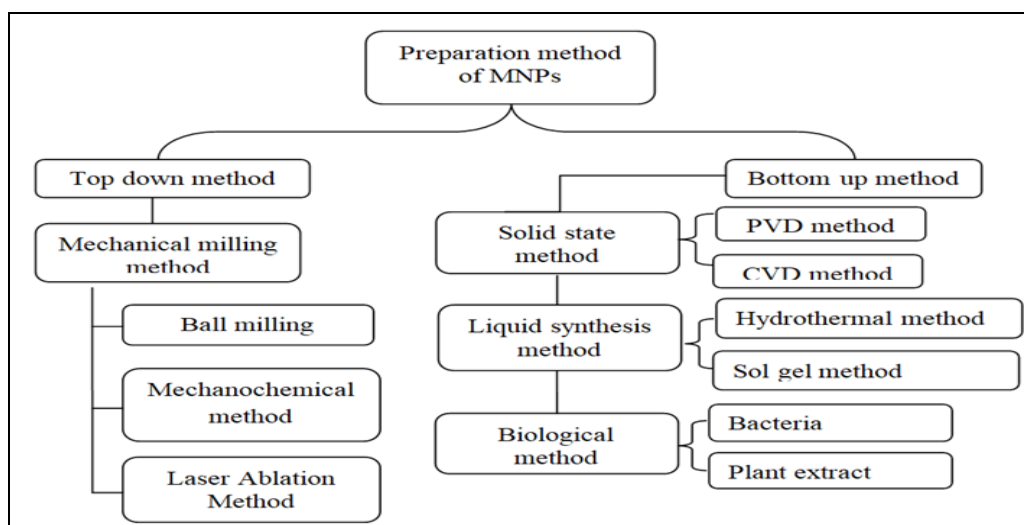 Preparation method
of MNPs
Top down method
Mechanical milling
method
Ball milling
Mechanochemical
method
Laser Ablation
Method
Bottom up method
Solid state
method
PVD method
CVD method
Liquid synthesis
method
Hydrothermal method
Sol gel method
Biological
method
Bacteria
Plant extract